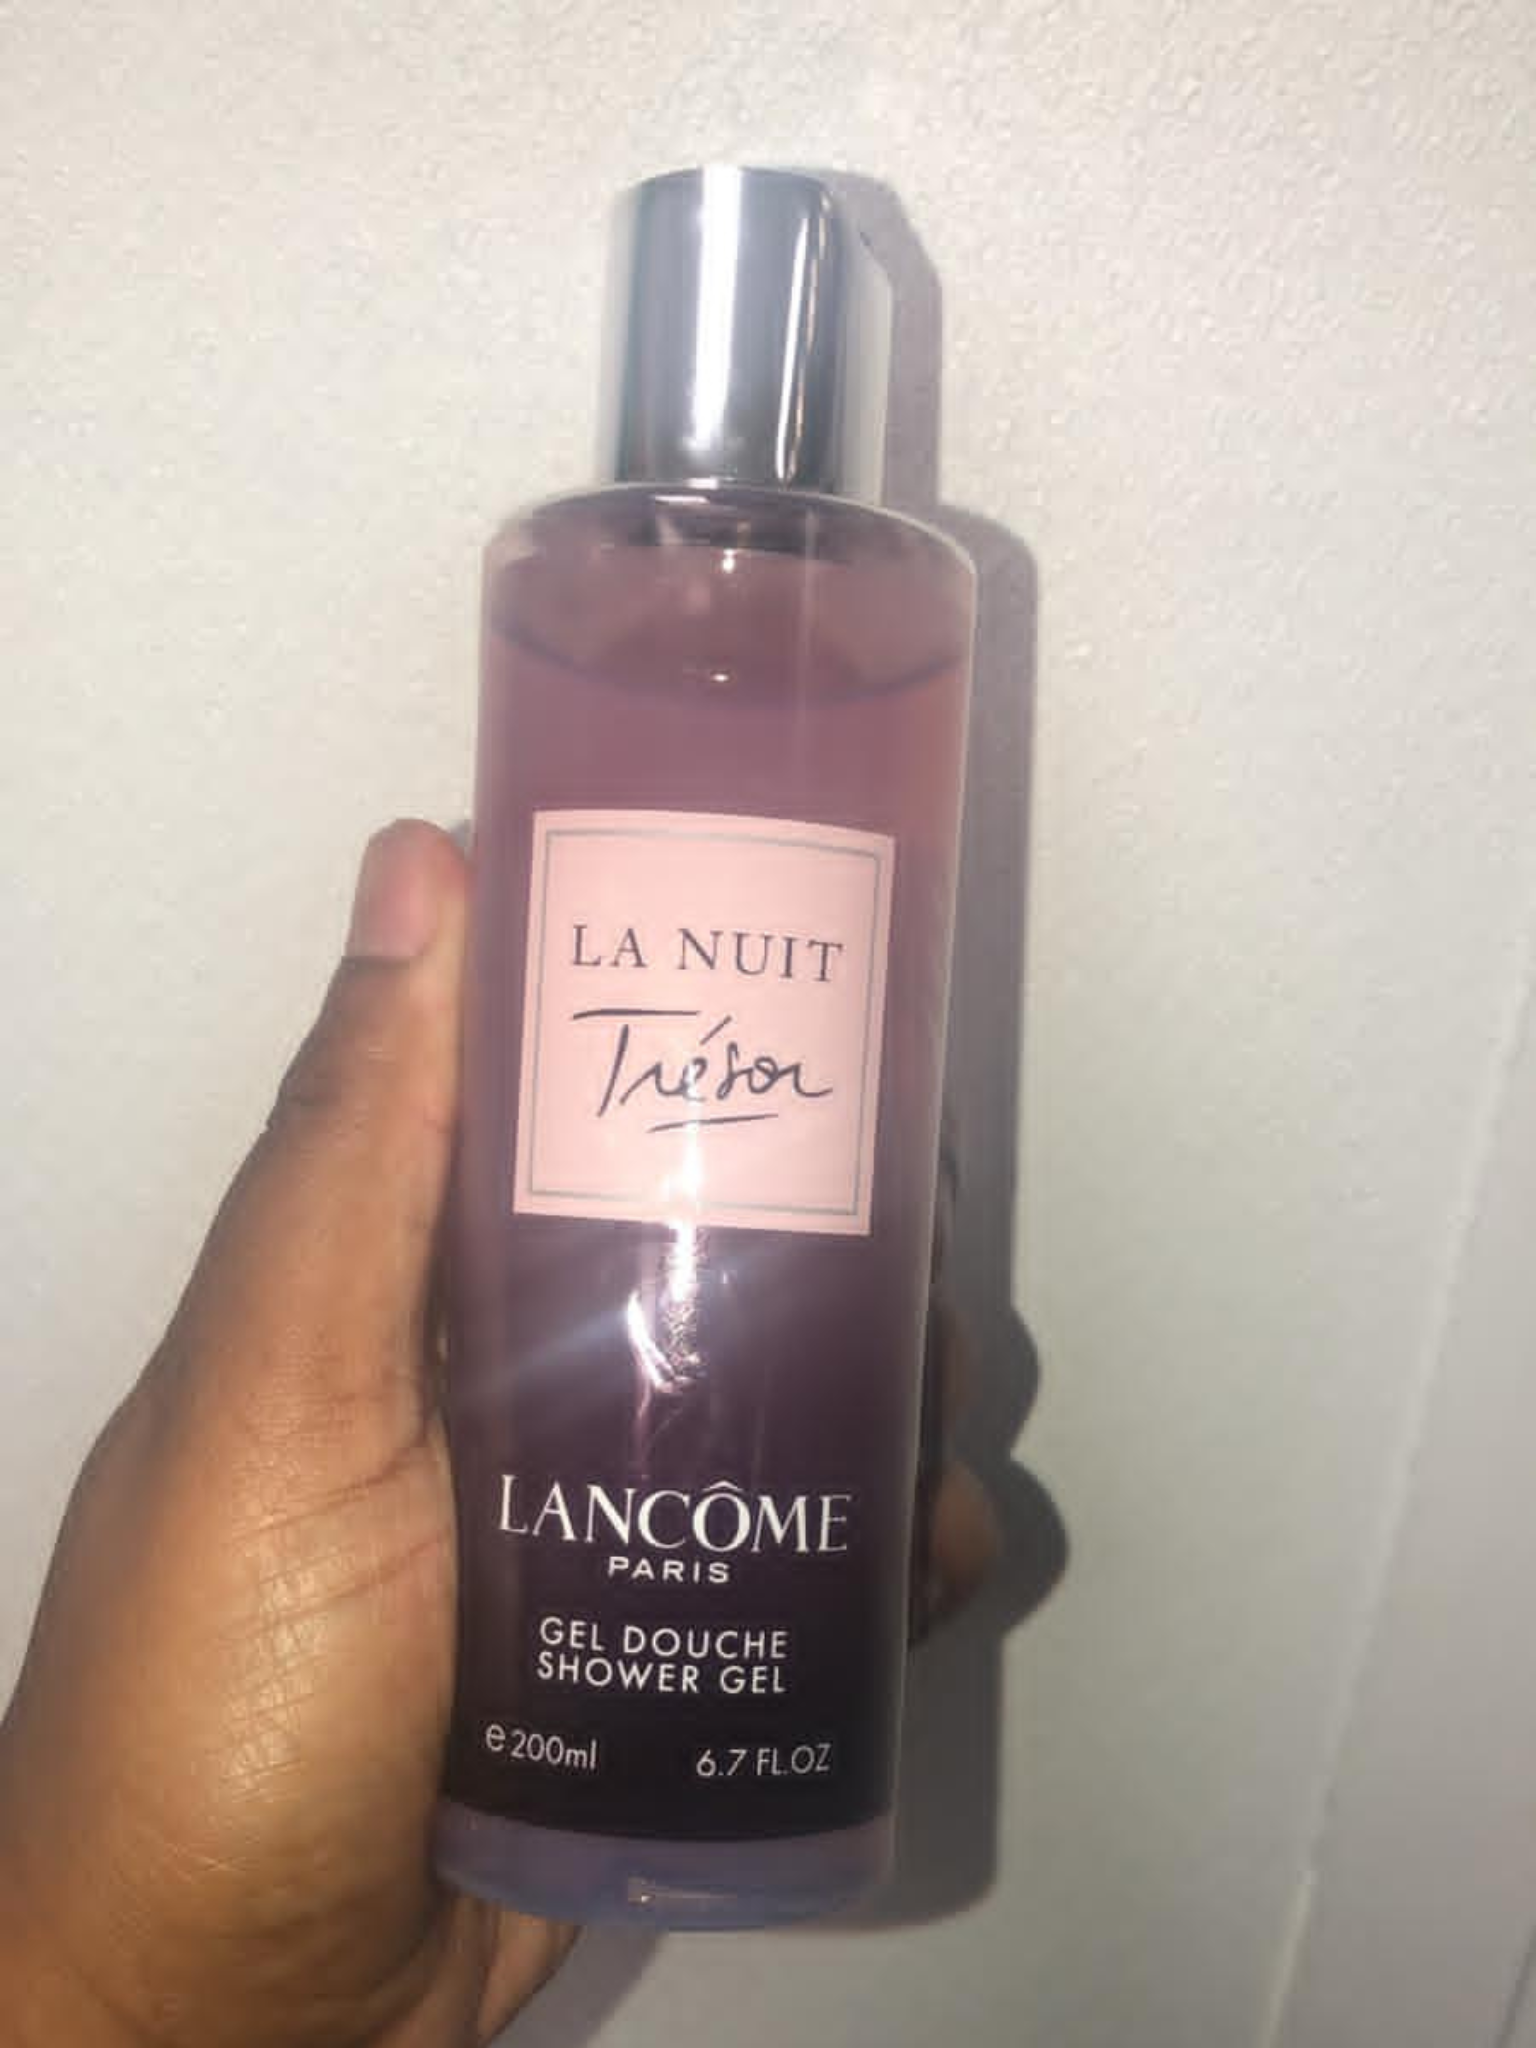 LA NUIT
Trésor
LANCÔME
PARIS
GEL DOUCHE
SHOWER GEL
e 200ml 6.7 FL.OZ